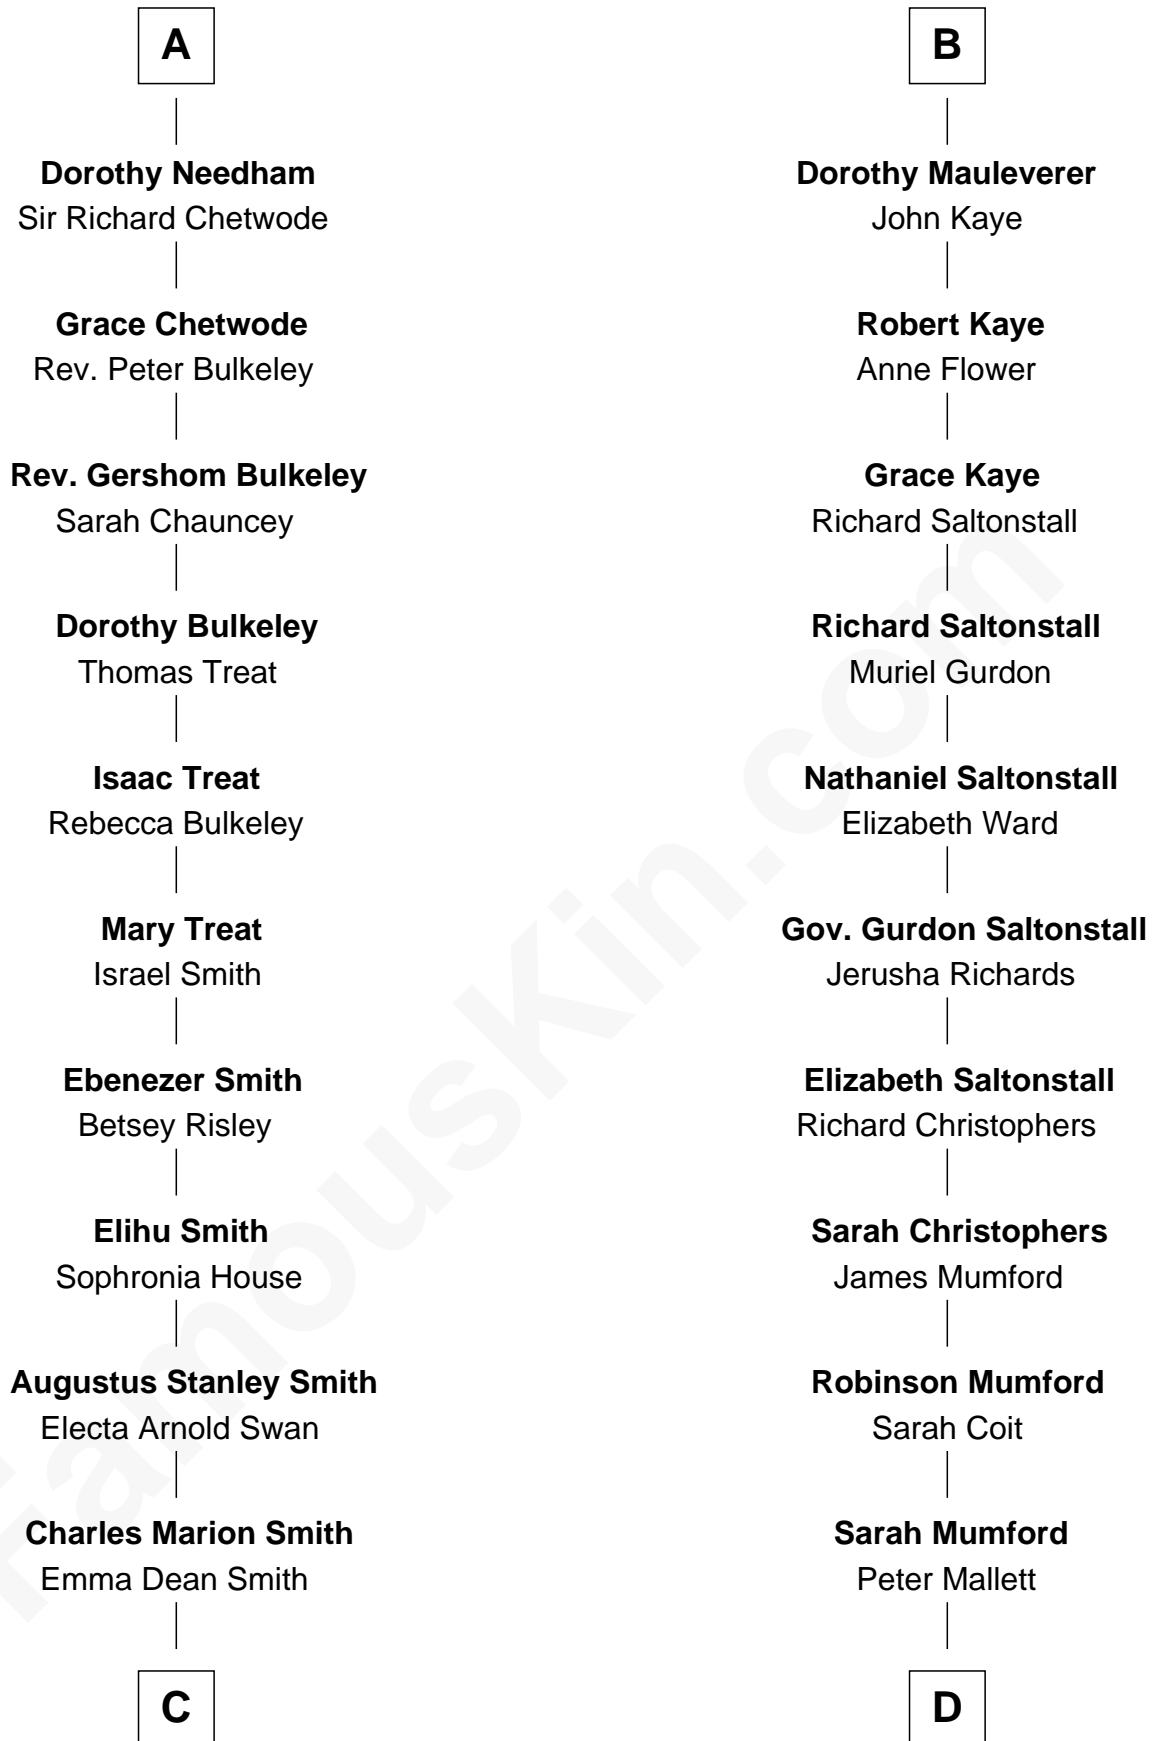 A
Dorothy Needham
Sir Richard Chetwode
Grace Chetwode
Rev. Peter Bulkeley
Rev. Gershom Bulkeley
Sarah Chauncey
Dorothy Bulkeley
Thomas Treat
Isaac Treat
Rebecca Bulkeley
Mary Treat
Israel Smith
Ebenezer Smith
Betsey Risley
Elihu Smith
Sophronia House
Augustus Stanley Smith
Electa Arnold Swan
Charles Marion Smith
Emma Dean Smith
C
B
Dorothy Mauleverer
John Kaye
Robert Kaye
Anne Flower
Grace Kaye
Richard Saltonstall
Richard Saltonstall
Muriel Gurdon
Nathaniel Saltonstall
Elizabeth Ward
Gov. Gurdon Saltonstall
Jerusha Richards
Elizabeth Saltonstall
Richard Christophers
Sarah Christophers
James Mumford
Robinson Mumford
Sarah Coit
Sarah Mumford
Peter Mallett
D
FamousKin.com